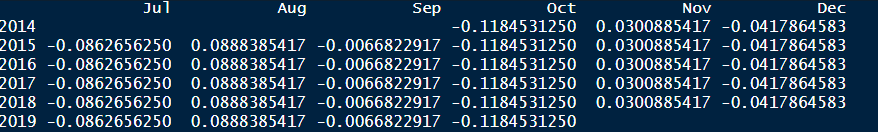 Jul Aug Sep Oct Nov Dec
2014 -0.1184531250 0.0300885417 -0.0417864583
2015 -0.0862656250 0.0888385417 -0.0066822917 -0.1184531250 0.0300885417 -0.0417864583
2016 -0.0862656250 0.0888385417 -0.0066822917 -0.1184531250 0.0300885417 -0.0417864583
2017 -0.0862656250 0.0888385417 -0.0066822917 -0.1184531250 0.0300885417 -0.0417864583
2018 -0.0862656250 0.0888385417 -0.0066822917 -0.1184531250 0.0300885417 -0.0417864583
2019 -0.0862656250 0.0888385417 -0.0066822917 -0.1184531250